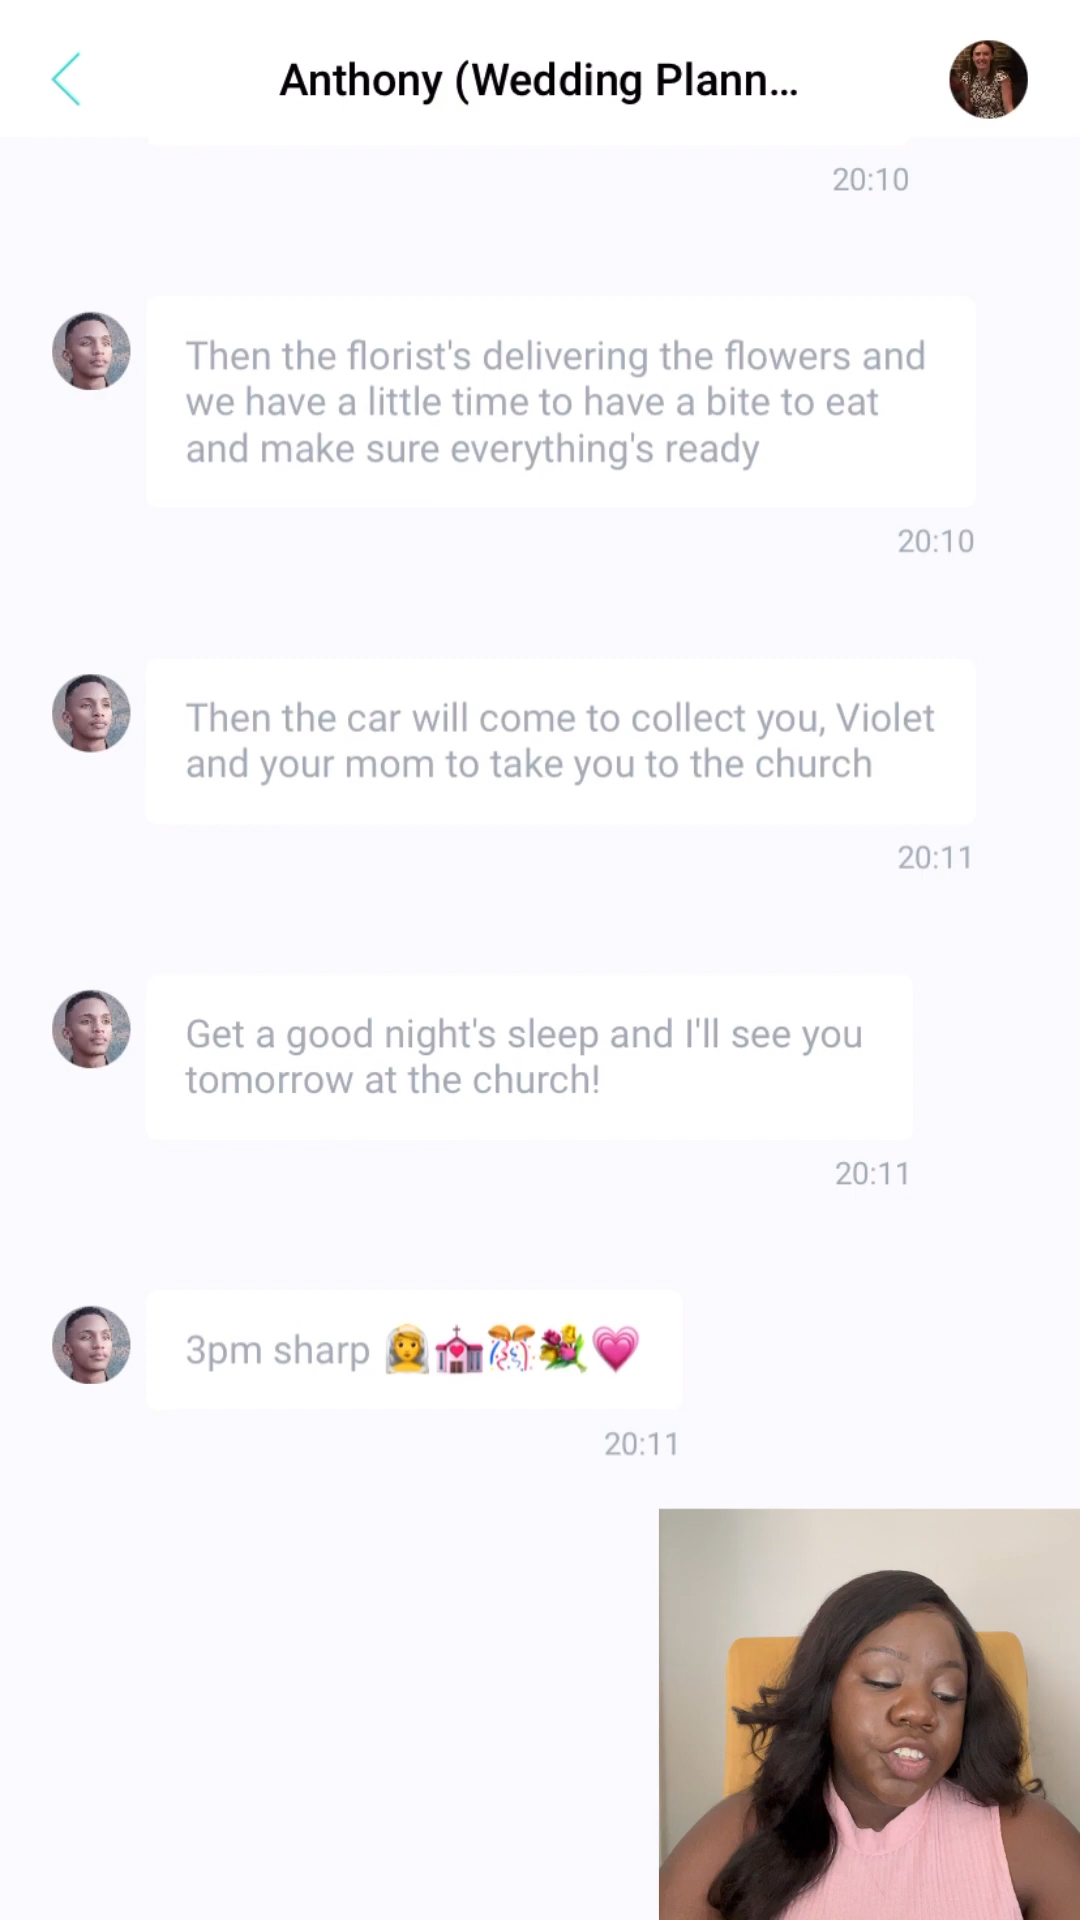 Anthony (Wedding Plann...
20:10
Then the florist's delivering the flowers and
we have a little time to have a bite to eat
and make sure everything's ready
20:10
Then the car will come to collect you, Violet
and your mom to take you to the church
20:11
Get a good night's sleep and I'll see you
tomorrow at the church!
20:11
3pm sharp 👰💒🎊💐💗
20:11